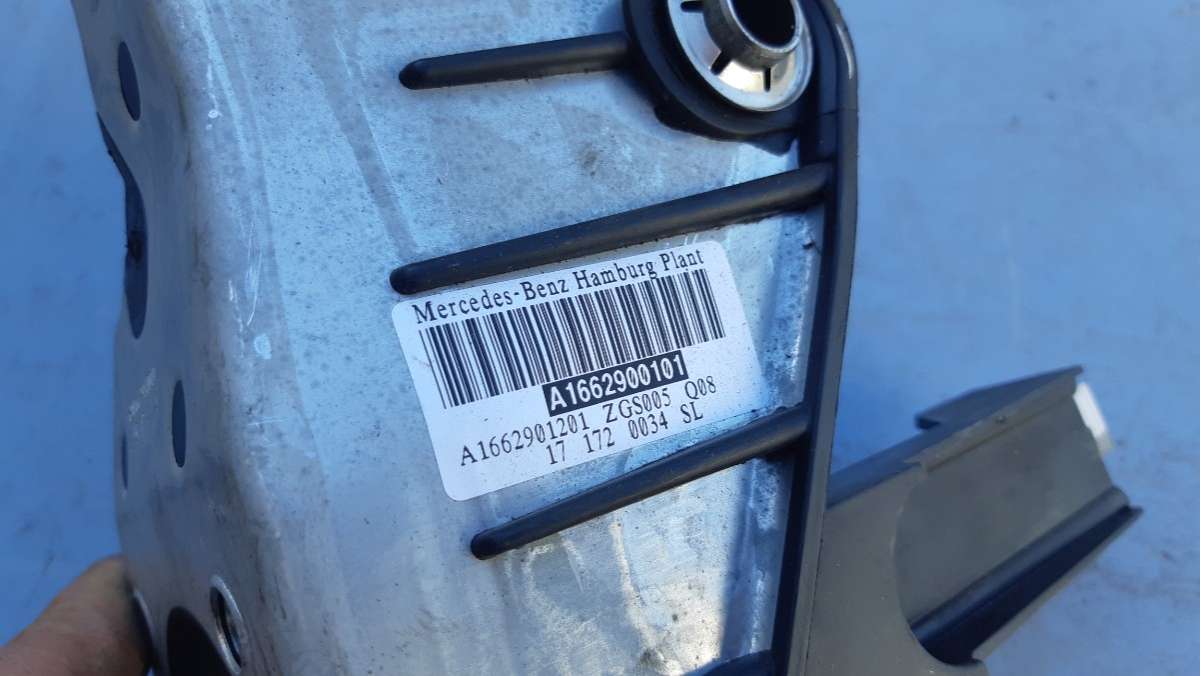 Mercedes-Benz Hamburg Plant
A1662900101
A1662901201 ZGS005 Q08
17 172 0034 SL